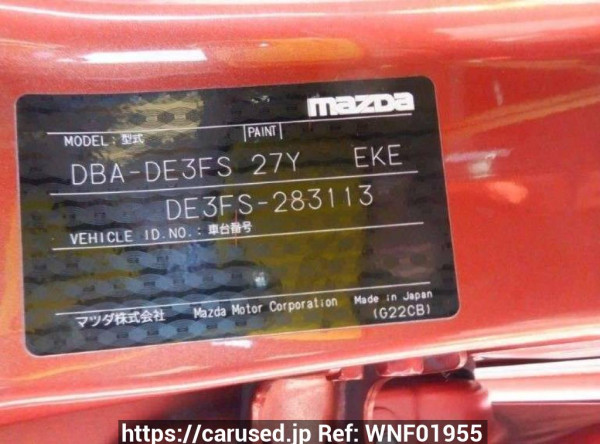 mazda
MODEL: 型式 PAINT
DBA-DE3FS 27Y EKE
DE3FS-283113
VEHICLE ID.NO.: 車台番号
マツダ株式会社 Mazda Motor Corporation Made in Japan
(G22CB)
https://carused.jp Ref: WNF01955